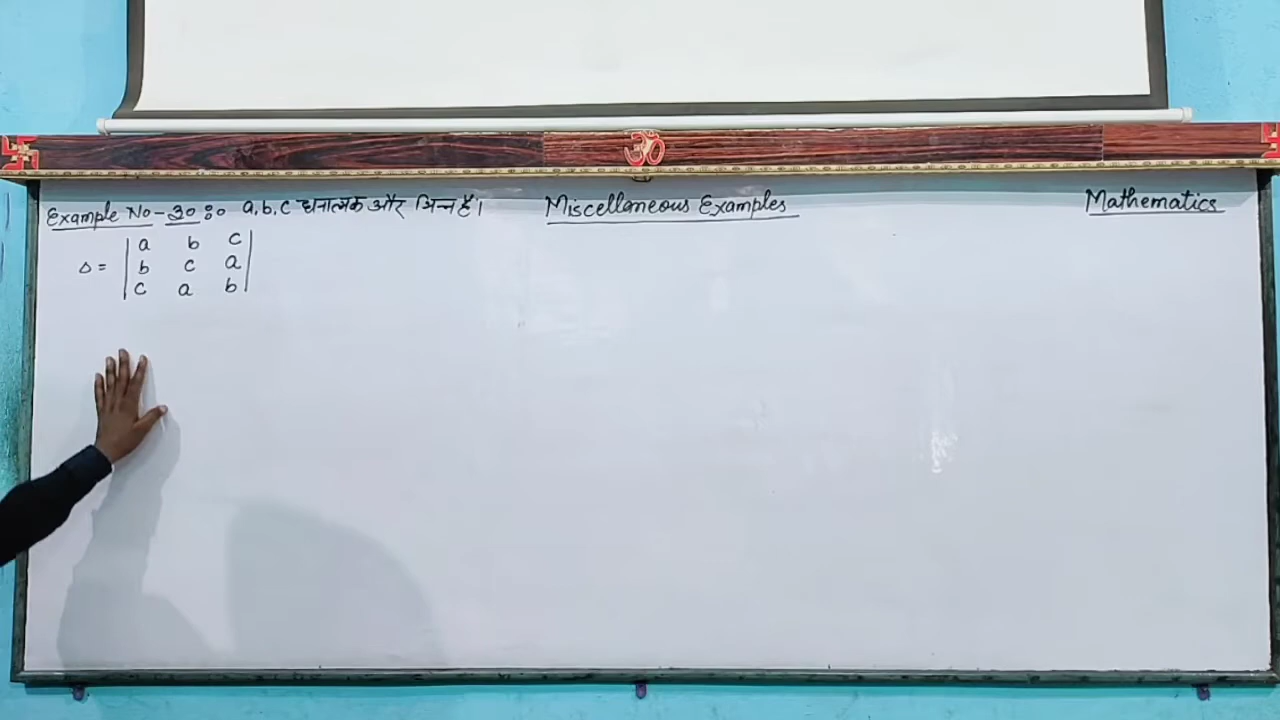 ॐ
Example No-30 :- a, b, c धनात्मक और भिन्न हैं। Miscellaneous Examples Mathematics
a b c
Δ = b c a
c a b